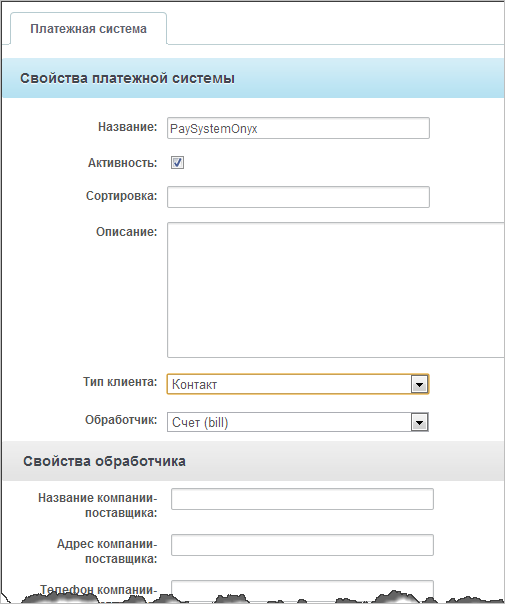 Платежная система
Свойства платежной системы
Название: PaySystemOnyx
Активность:
Сортировка:
Описание:
Тип клиента: Контакт
Обработчик: Счет (bill)
Свойства обработчика
Название компании-
поставщика:
Адрес компании-
поставщика:
Телефон компании-